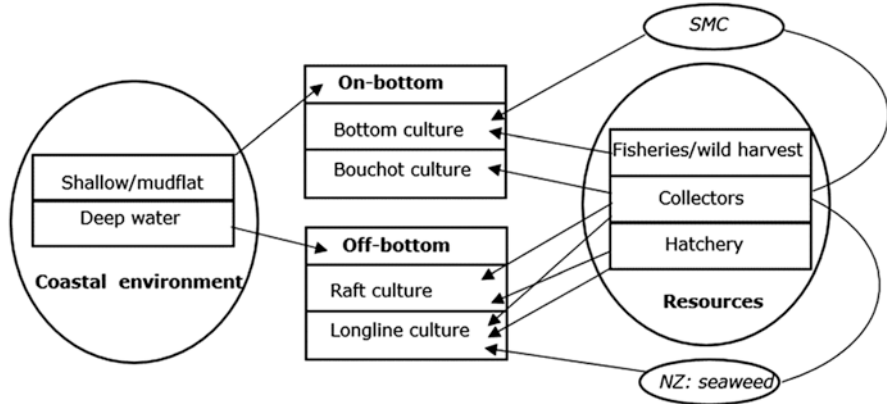 SMC
On-bottom
Bottom culture
Bouchot culture
Fisheries/wild harvest
Collectors
Hatchery
Resources
Shallow/mudflat
Deep water
Coastal environment
Off-bottom
Raft culture
Longline culture
NZ: seaweed